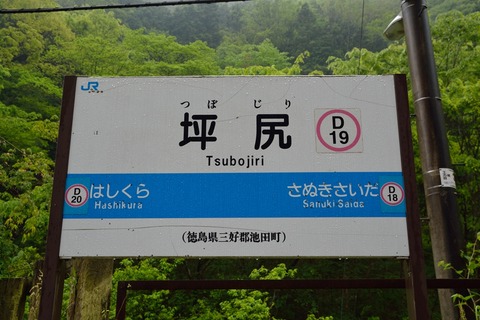 JR
つぼじり
坪尻
D
19
Tsubojiri
D
20
はしくら
Hashikura
さぬきさいだ
Sanuki Saida
D
18
(徳島県三好郡池田町)